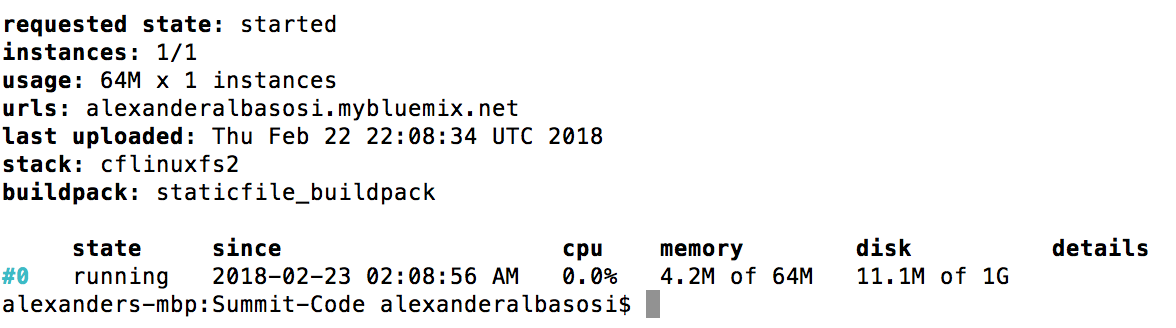 requested state: started
instances: 1/1
usage: 64M x 1 instances
urls: alexanderalbasosi.mybluemix.net
last uploaded: Thu Feb 22 22:08:34 UTC 2018
stack: cflinuxfs2
buildpack: staticfile_buildpack
state since cpu memory disk details
#0 running 2018-02-23 02:08:56 AM 0.0% 4.2M of 64M 11.1M of 1G
alexanders-mbp:Summit-Code alexanderalbasosi$